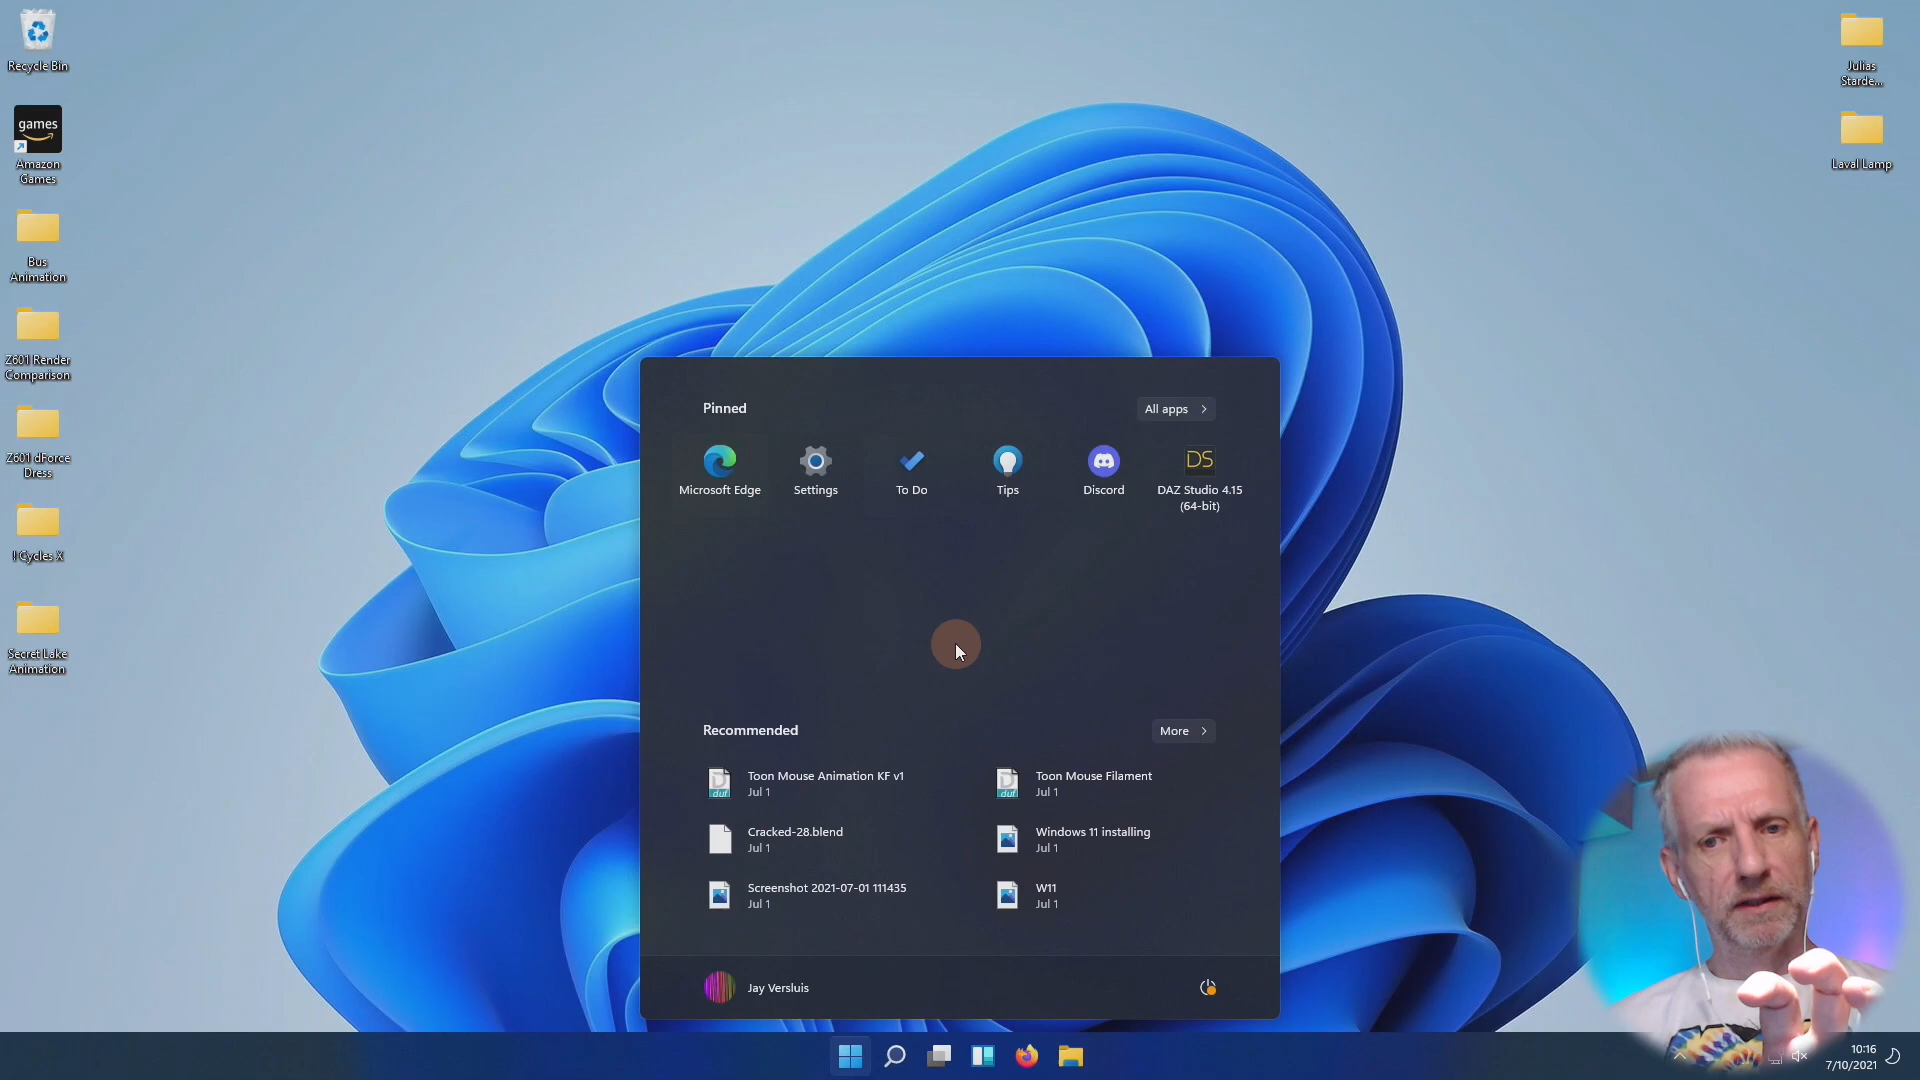 Recycle Bin
games
Amazon
Games
Bus
Animation
Z601 Render
Comparison
Z601 dForce
Dress
! Cycles X
Secret Lake
Animation
Julias
Starde...
Laval Lamp
Pinned
All apps
Microsoft Edge
Settings
To Do
Tips
Discord
DS
DAZ Studio 4.15
(64-bit)
Recommended
More
D
duf
Toon Mouse Animation KF v1
Jul 1
D
duf
Toon Mouse Filament
Jul 1
Cracked-28.blend
Jul 1
Windows 11 installing
Jul 1
Screenshot 2021-07-01 111435
Jul 1
W11
Jul 1
Jay Versluis
10:16
7/10/2021